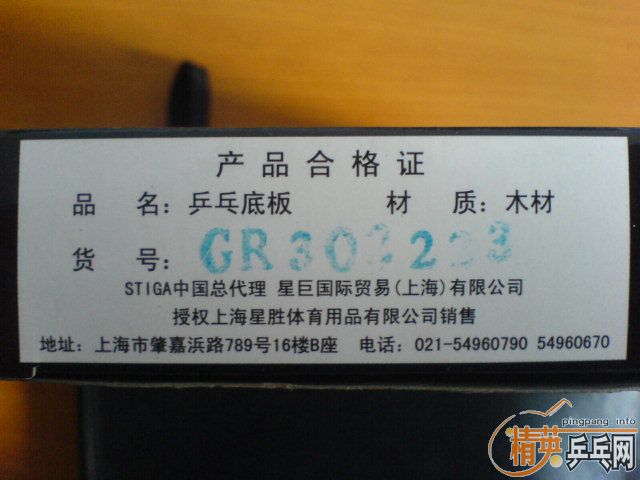 产品合格证
品 名：乒乓底板 材 质：木材
货 号：GR303223
STIGA中国总代理 星巨国际贸易(上海)有限公司
授权上海星胜体育用品有限公司销售
地址：上海市肇嘉浜路789号16楼B座 电话：021-54960790 54960670
pingpang.info
精英乒乓网